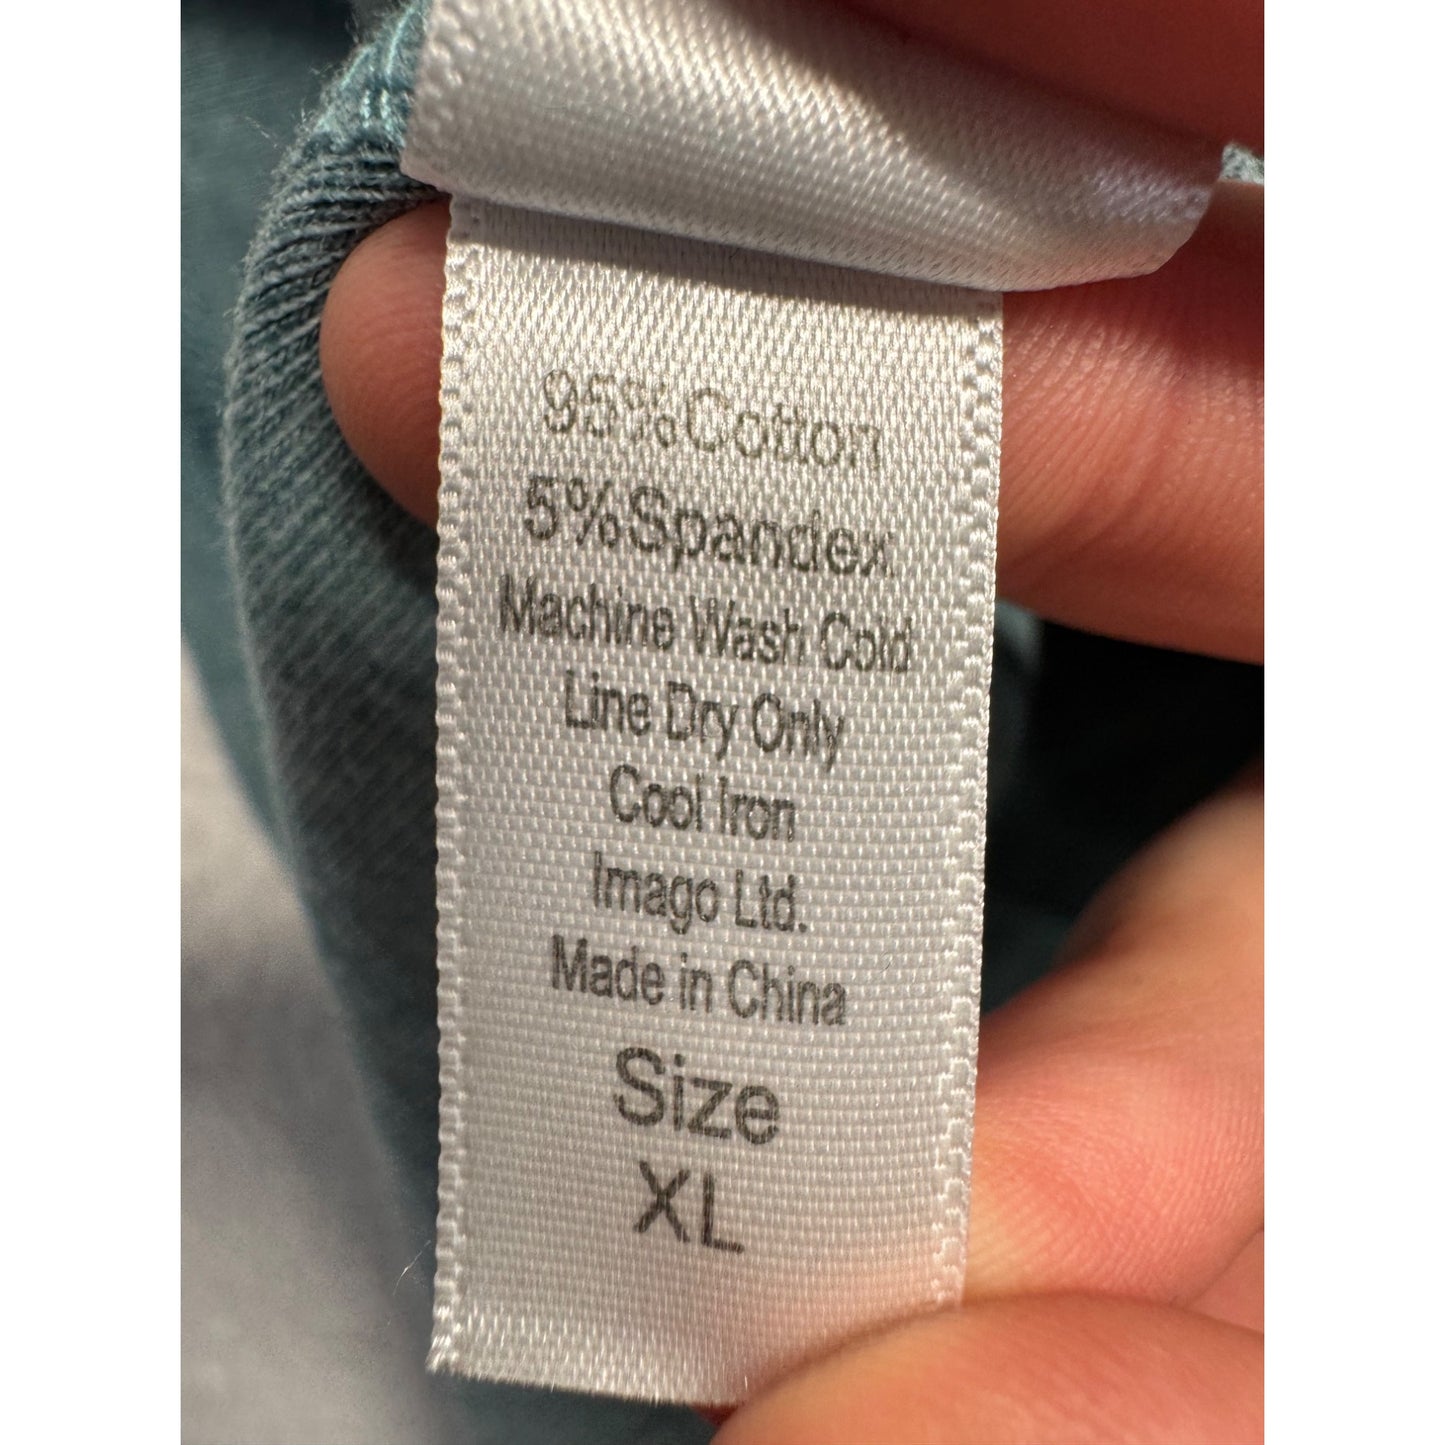 95%Cotton
5%Spandex
Machine Wash Cold
Line Dry Only
Cool Iron
Imago Ltd.
Made in China
Size
XL